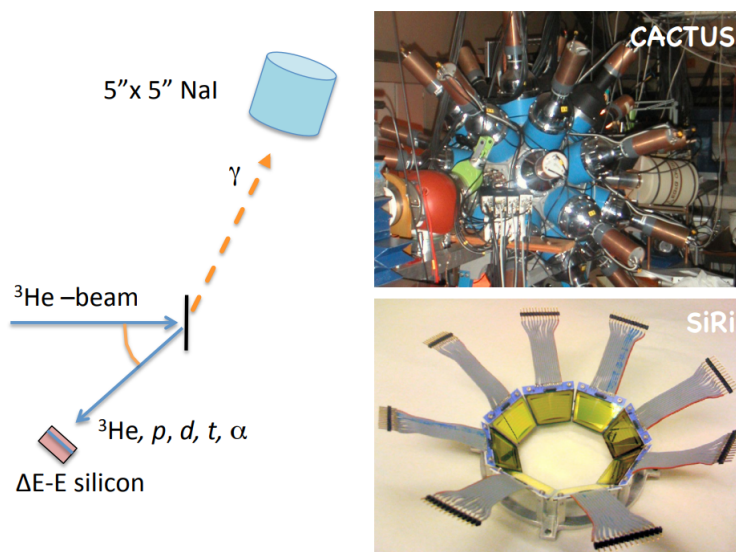 5”x 5” NaI
γ
³He –beam
³He, p, d, t, α
ΔE-E silicon
CACTUS
SiRi